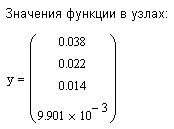 Значения функции в узлах:
0.038
0.022
y =
0.014
9.901 × 10⁻³